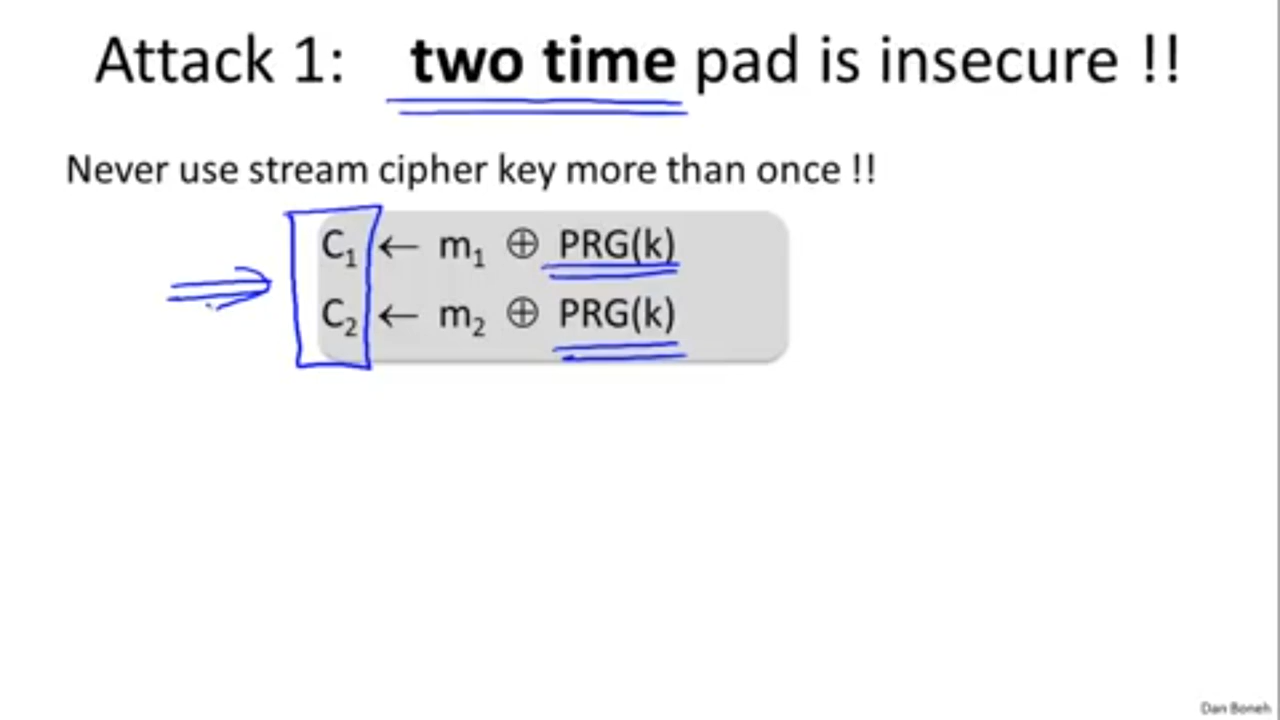 Attack 1: two time pad is insecure !!
Never use stream cipher key more than once !!
C₁ ← m₁ ⊕ PRG(k)
C₂ ← m₂ ⊕ PRG(k)
Dan Boneh